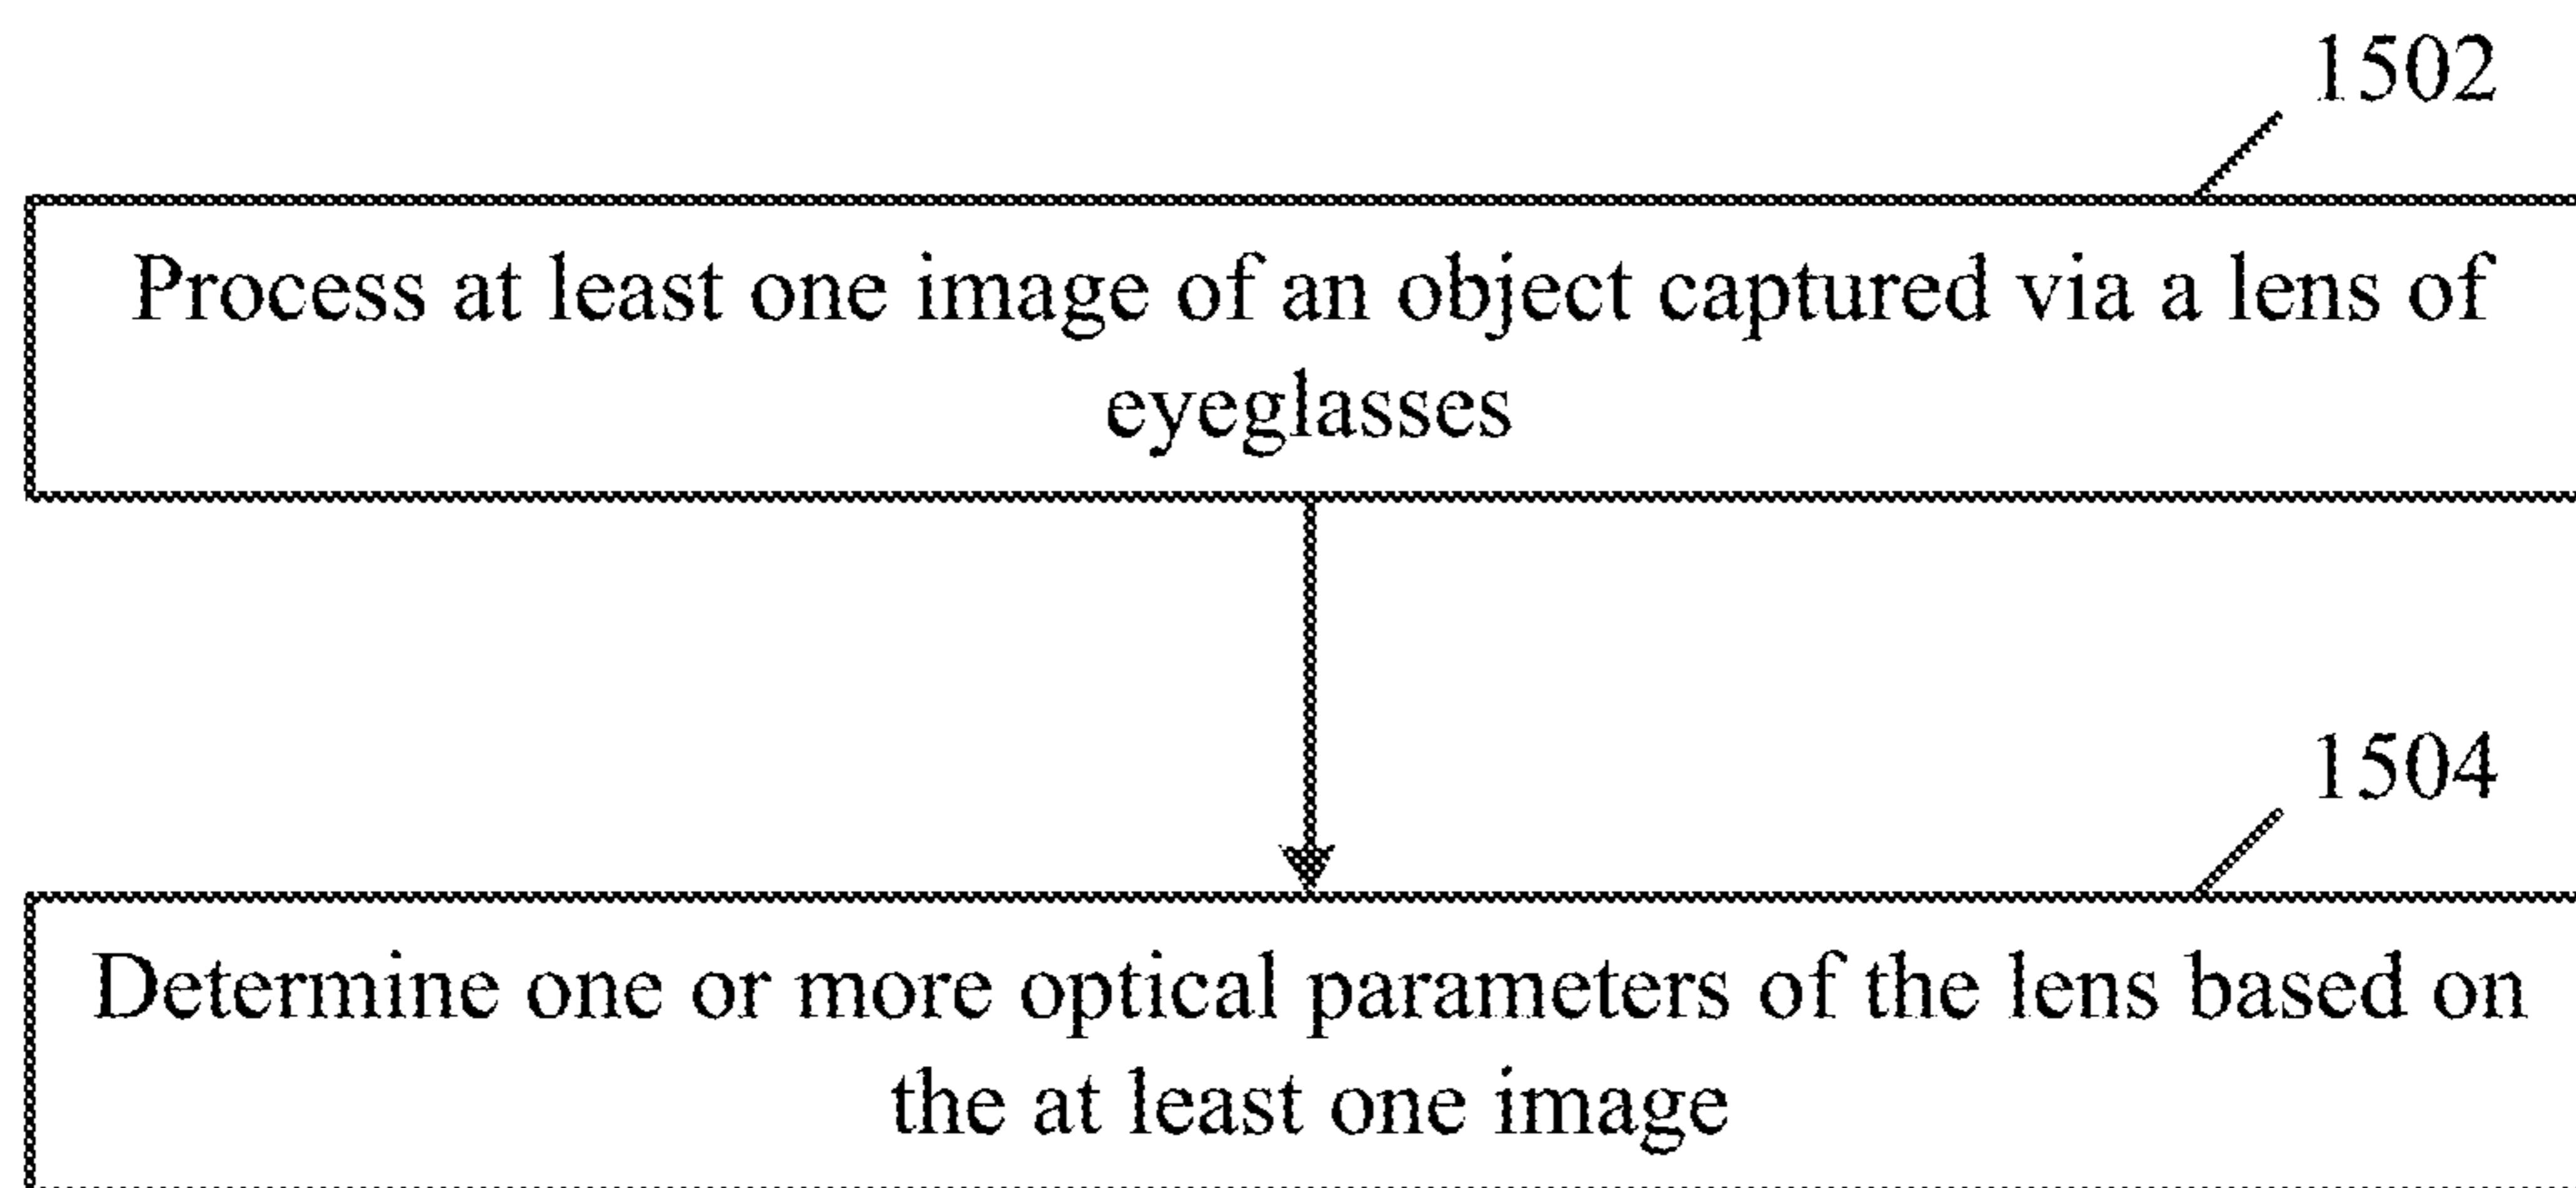 1502
Process at least one image of an object captured via a lens of
eyeglasses
1504
Determine one or more optical parameters of the lens based on
the at least one image